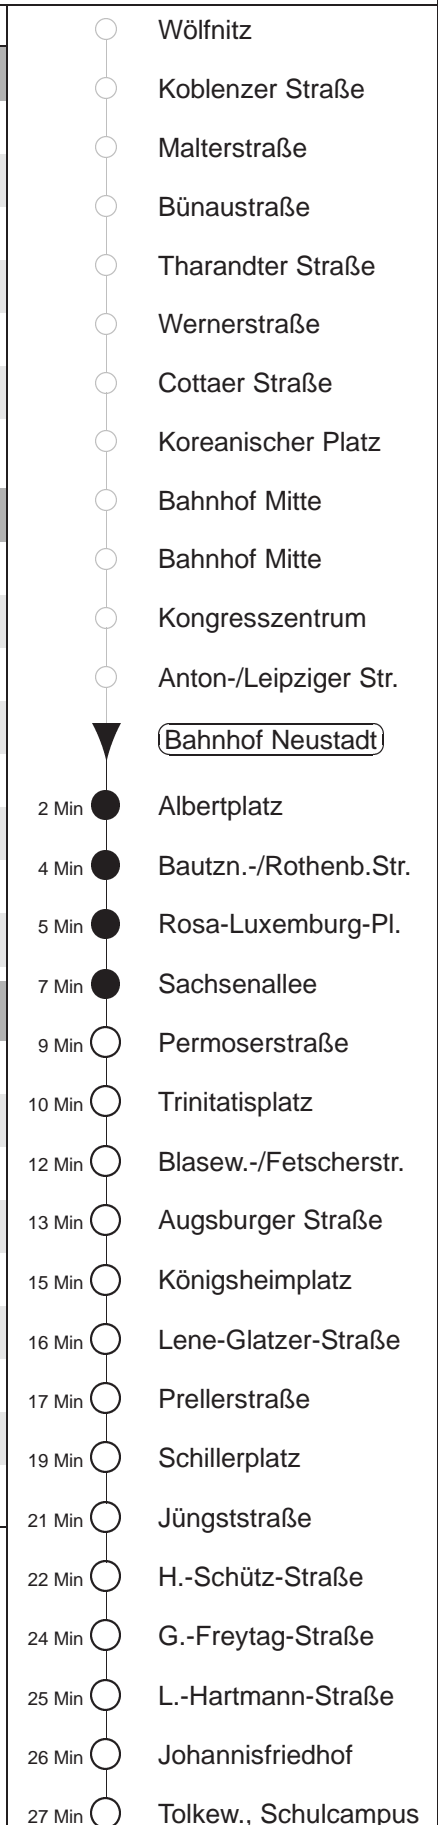 Wölfnitz
Koblenzer Straße
Malterstraße
Bünaustraße
Tharandter Straße
Wernerstraße
Cottaer Straße
Koreanischer Platz
Bahnhof Mitte
Bahnhof Mitte
Kongresszentrum
Anton-/Leipziger Str.
Bahnhof Neustadt
2 Min Albertplatz
4 Min Bautzn.-/Rothenb.Str.
5 Min Rosa-Luxemburg-Pl.
7 Min Sachsenallee
9 Min Permoserstraße
10 Min Trinitatisplatz
12 Min Blasew.-/Fetscherstr.
13 Min Augsburger Straße
15 Min Königsheimplatz
16 Min Lene-Glatzer-Straße
17 Min Prellerstraße
19 Min Schillerplatz
21 Min Jüngststraße
22 Min H.-Schütz-Straße
24 Min G.-Freytag-Straße
25 Min L.-Hartmann-Straße
26 Min Johannisfriedhof
27 Min Tolkew., Schulcampus